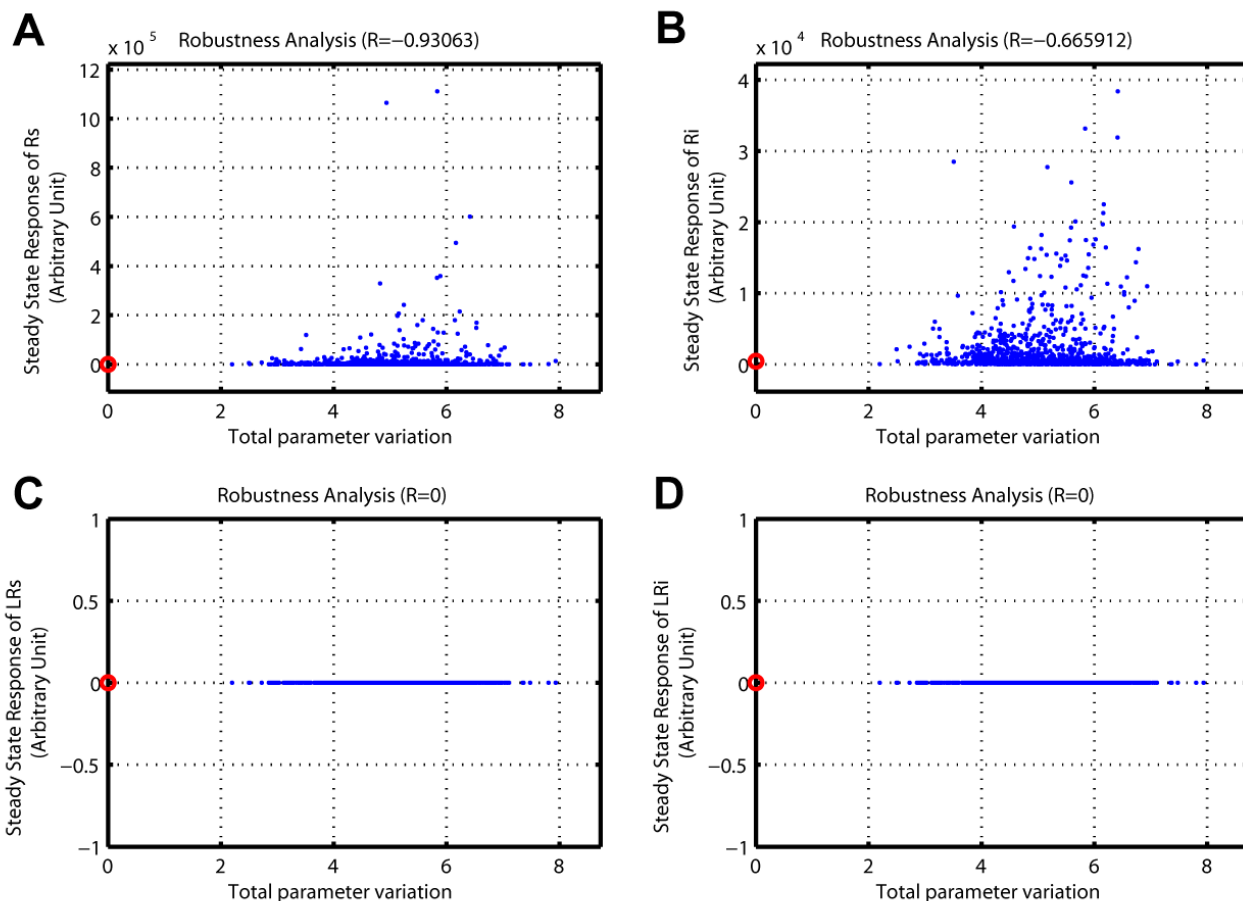 A
Robustness Analysis (R=−0.93063)
x 10 5
12
10
8
6
4
2
0
Steady State Response of Rs
(Arbitrary Unit)
0 2 4 6 8
Total parameter variation
B
Robustness Analysis (R=−0.665912)
x 10 4
4
3
2
1
0
Steady State Response of Ri
(Arbitrary Unit)
0 2 4 6 8
Total parameter variation
C
Robustness Analysis (R=0)
1
0.5
0
−0.5
−1
Steady State Response of LRs
(Arbitrary Unit)
0 2 4 6 8
Total parameter variation
D
Robustness Analysis (R=0)
1
0.5
0
−0.5
−1
Steady State Response of LRi
(Arbitrary Unit)
0 2 4 6 8
Total parameter variation